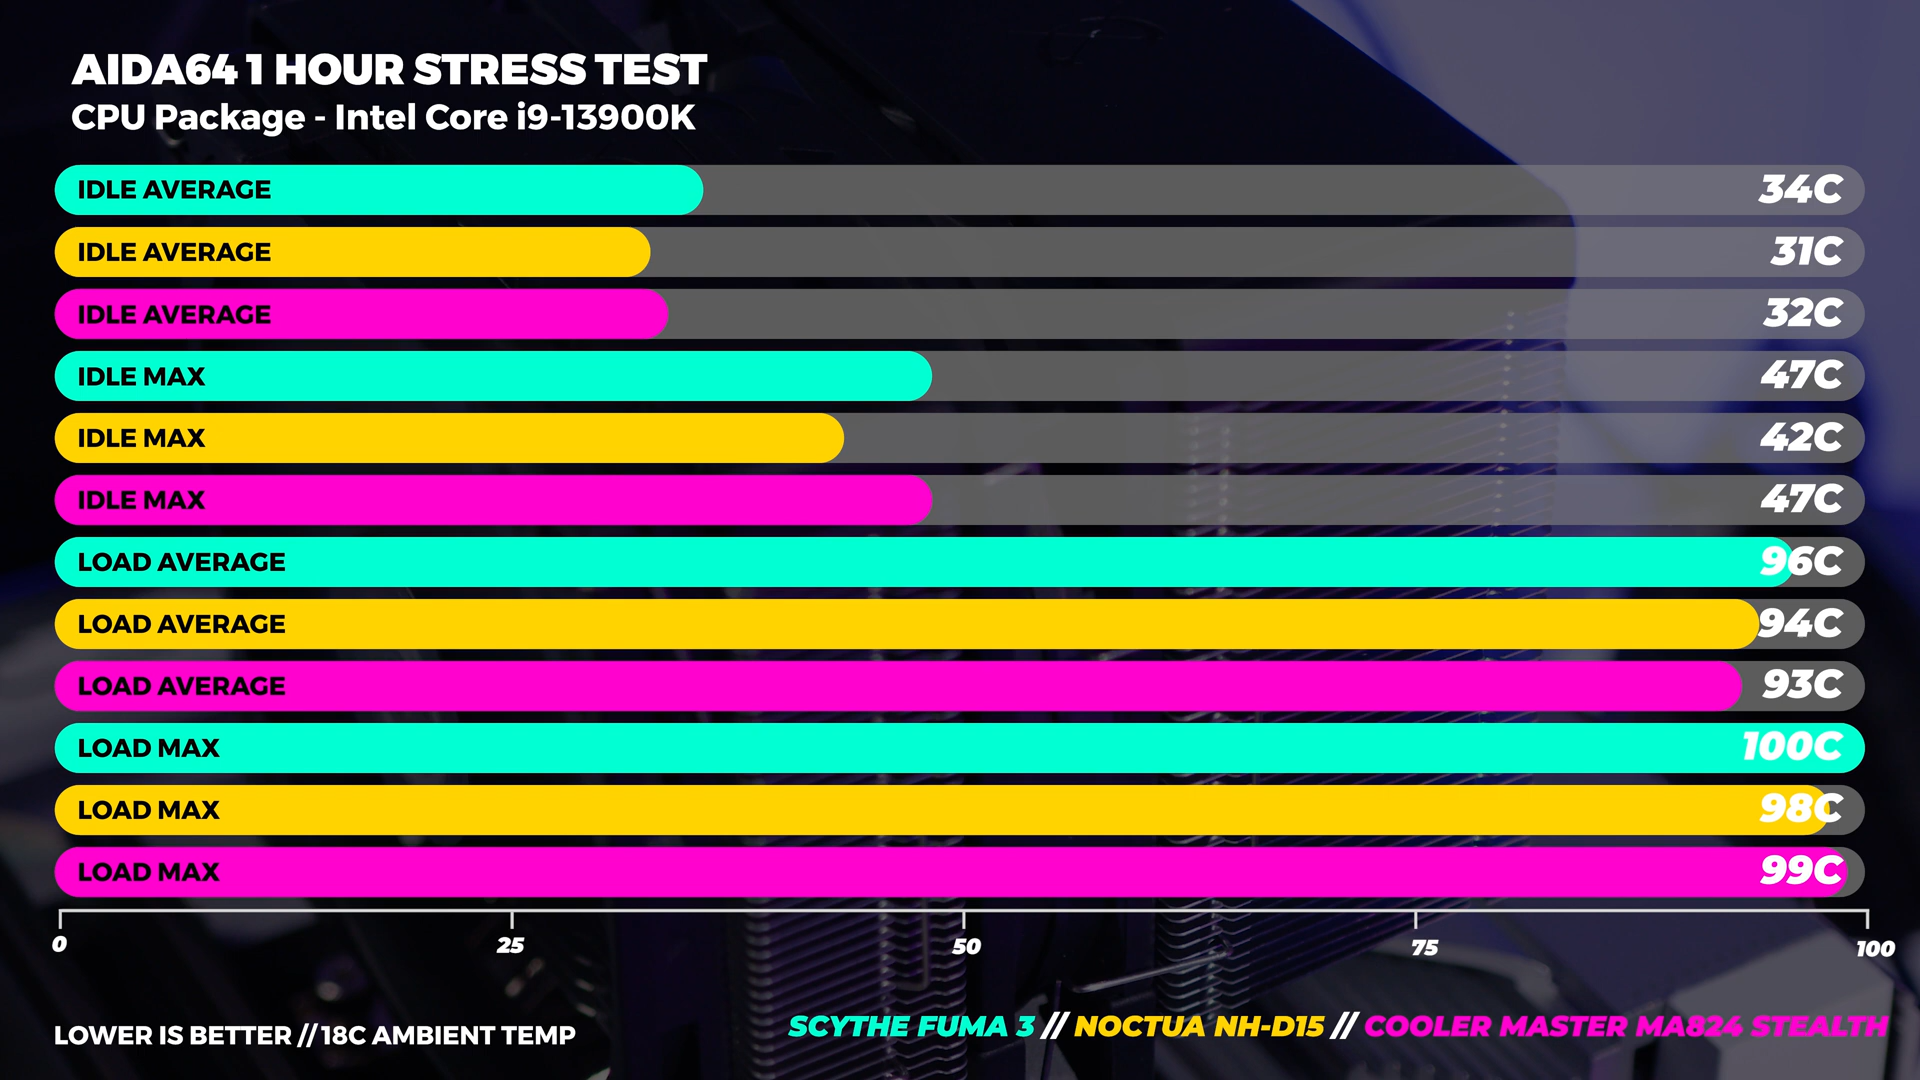 AIDA64 1 HOUR STRESS TEST
CPU Package - Intel Core i9-13900K
IDLE AVERAGE 34C
IDLE AVERAGE 31C
IDLE AVERAGE 32C
IDLE MAX 47C
IDLE MAX 42C
IDLE MAX 47C
LOAD AVERAGE 96C
LOAD AVERAGE 94C
LOAD AVERAGE 93C
LOAD MAX 100C
LOAD MAX 98C
LOAD MAX 99C
0 25 50 75 100
SCYTHE FUMA 3 // NOCTUA NH-D15 // COOLER MASTER MA824 STEALTH
LOWER IS BETTER // 18C AMBIENT TEMP